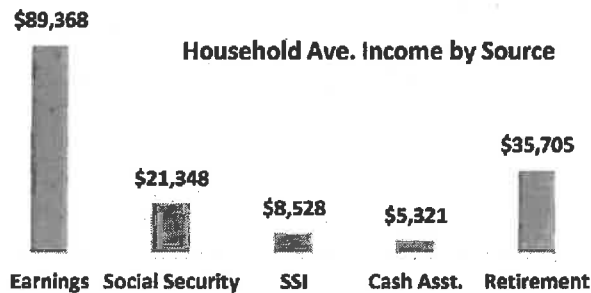 $89,368
Household Ave. Income by Source
$35,705
$21,348
$8,528
$5,321
Earnings Social Security SSI Cash Asst. Retirement